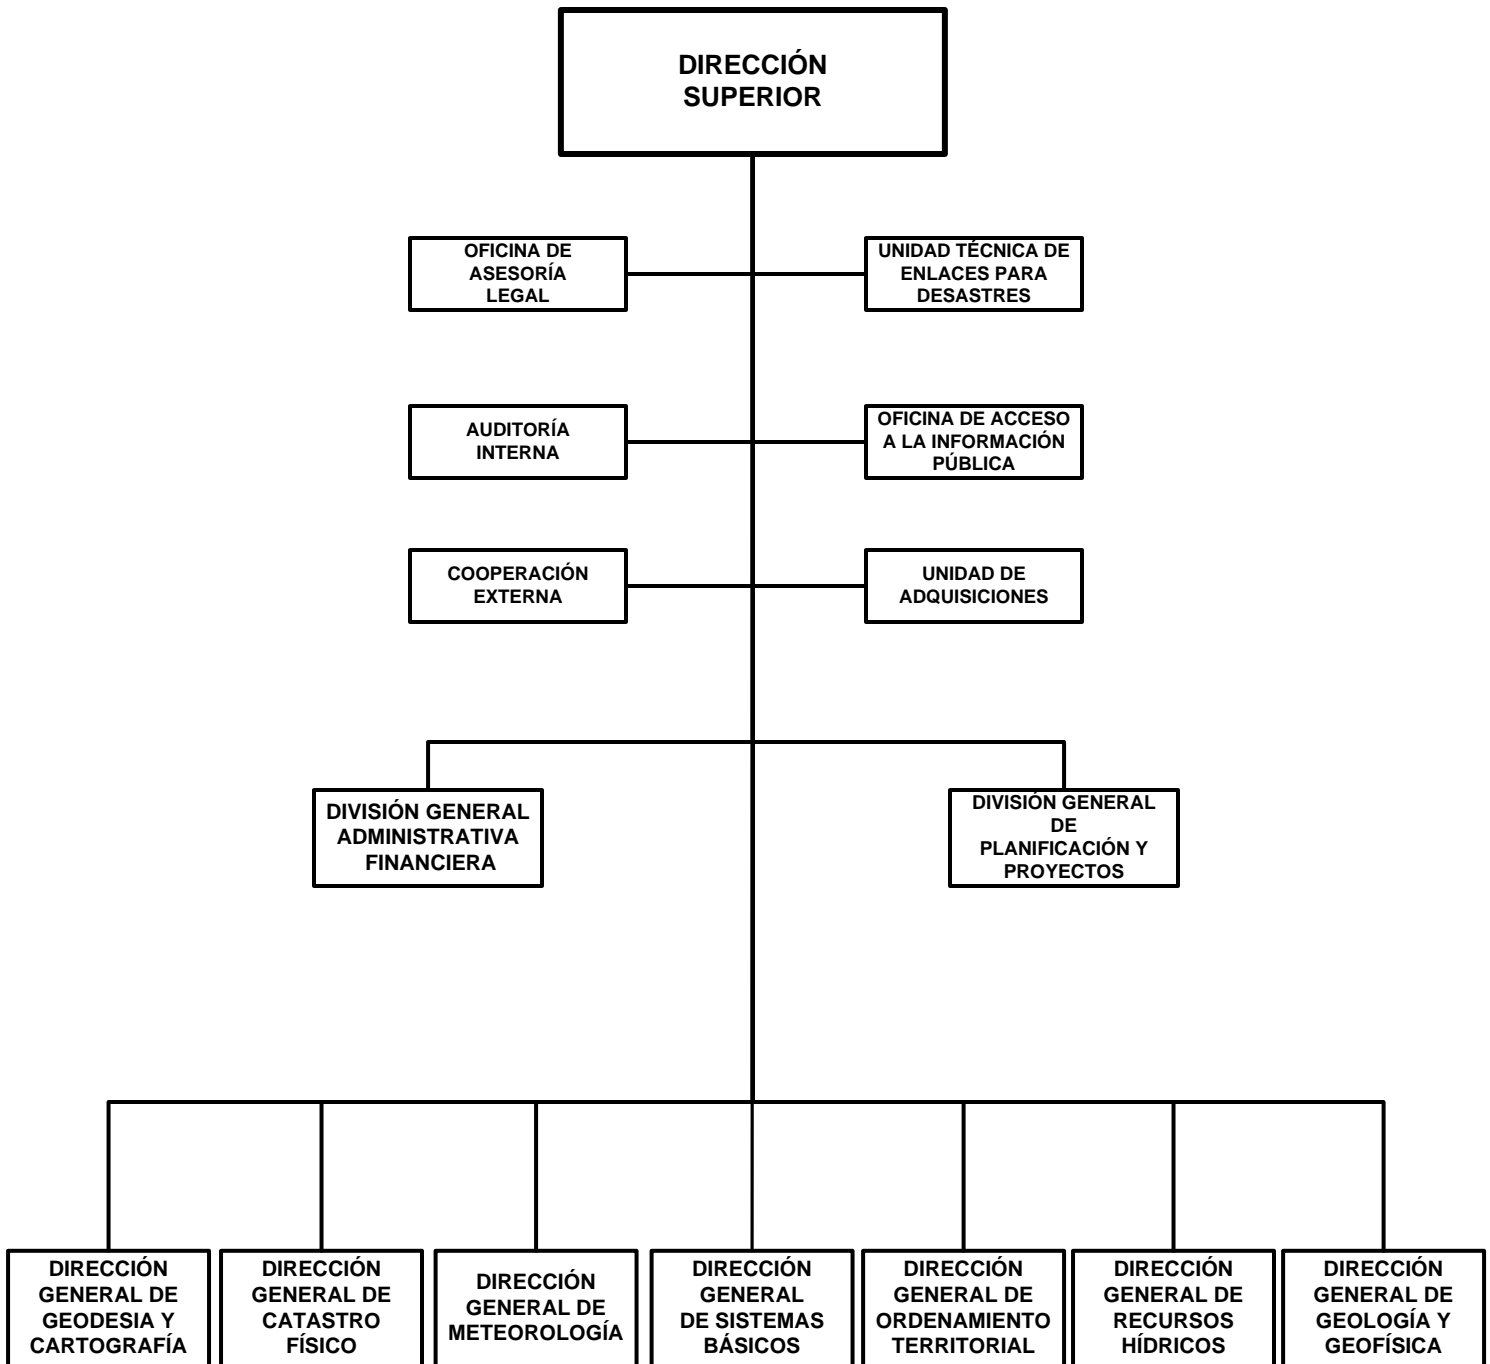 DIRECCIÓN
SUPERIOR
OFICINA DE
ASESORÍA
LEGAL
UNIDAD TÉCNICA DE
ENLACES PARA
DESASTRES
AUDITORÍA
INTERNA
OFICINA DE ACCESO
A LA INFORMACIÓN
PÚBLICA
COOPERACIÓN
EXTERNA
UNIDAD DE
ADQUISICIONES
DIVISIÓN GENERAL
ADMINISTRATIVA
FINANCIERA
DIVISIÓN GENERAL
DE
PLANIFICACIÓN Y
PROYECTOS
DIRECCIÓN
GENERAL DE
GEODESIA Y
CARTOGRAFÍA
DIRECCIÓN
GENERAL DE
CATASTRO
FÍSICO
DIRECCIÓN
GENERAL DE
METEOROLOGÍA
DIRECCIÓN
GENERAL
DE SISTEMAS
BÁSICOS
DIRECCIÓN
GENERAL DE
ORDENAMIENTO
TERRITORIAL
DIRECCIÓN
GENERAL DE
RECURSOS
HÍDRICOS
DIRECCIÓN
GENERAL DE
GEOLOGÍA Y
GEOFÍSICA